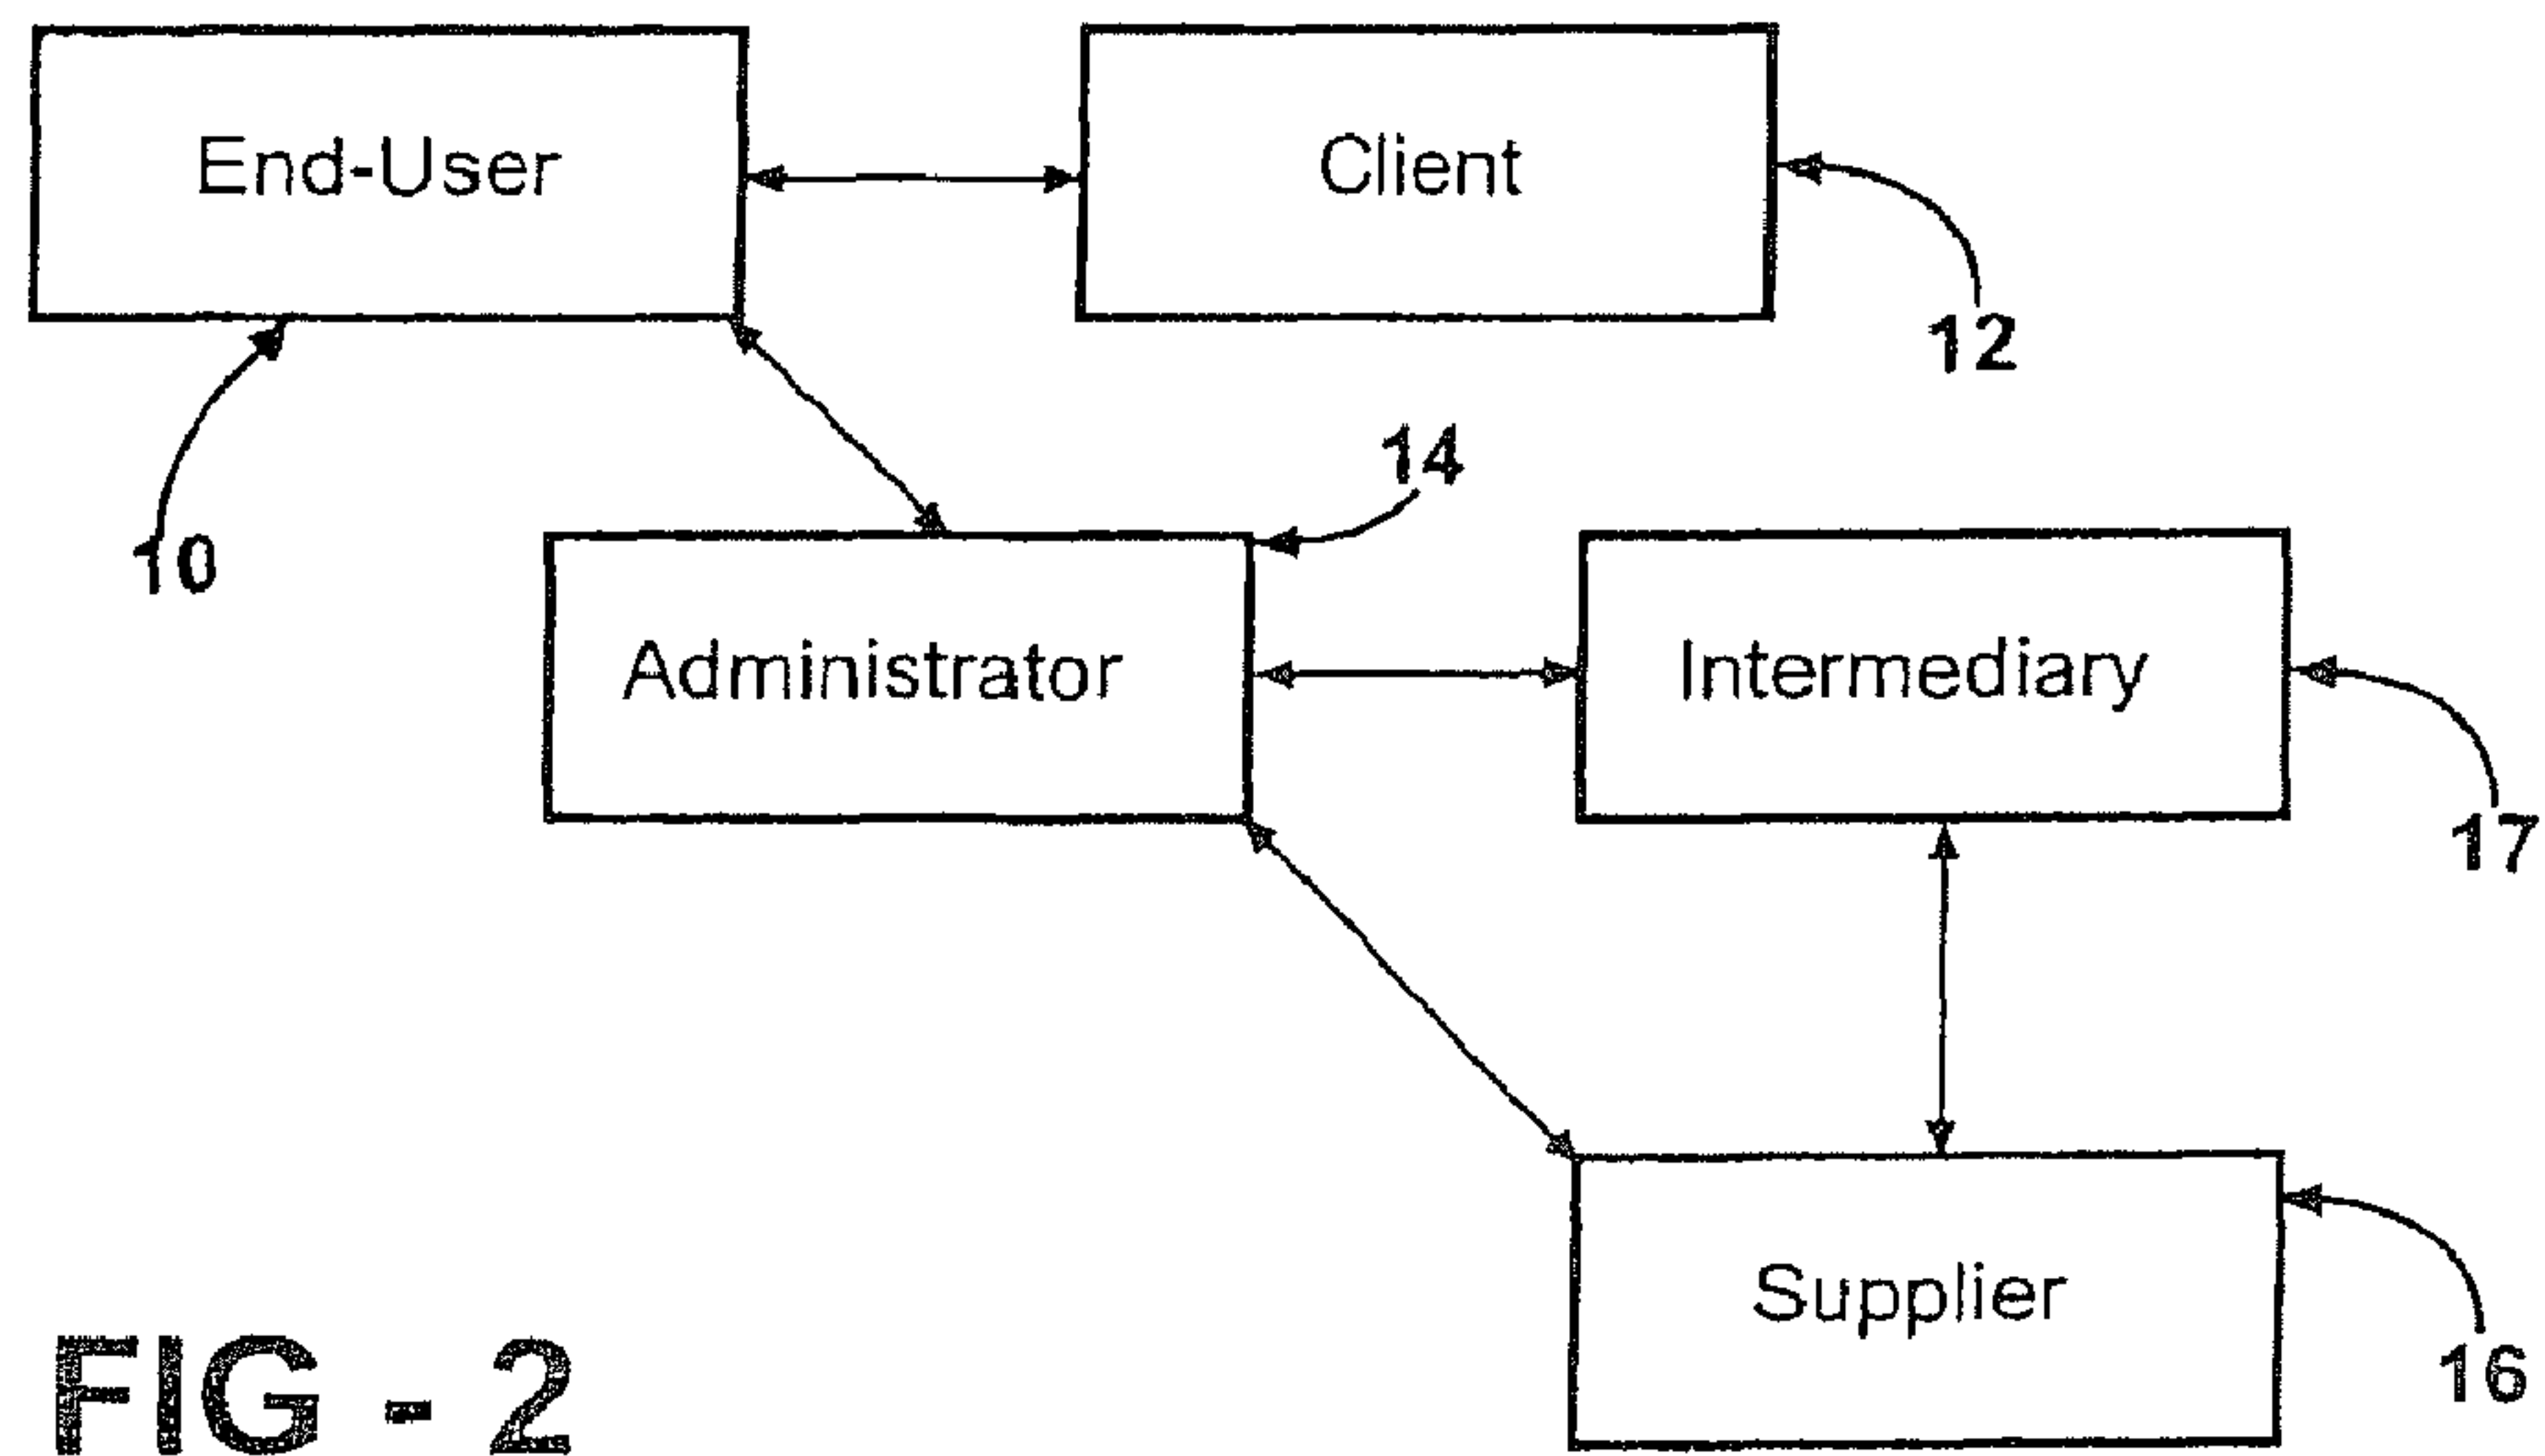 End-User
Client
12
14
10
Administrator
Intermediary
17
Supplier
16
FIG - 2